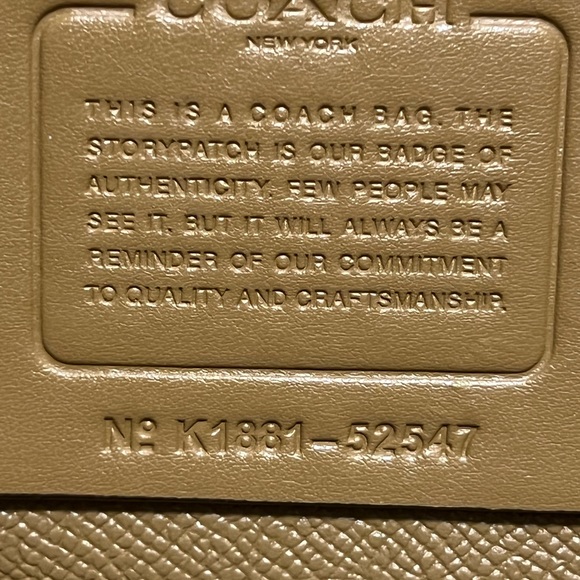 COACH
NEW YORK
THIS IS A COACH BAG. THE
STORYPATCH IS OUR BADGE OF
AUTHENTICITY. FEW PEOPLE MAY
SEE IT, BUT IT WILL ALWAYS BE A
REMINDER OF OUR COMMITMENT
TO QUALITY AND CRAFTSMANSHIP.
Nº K1881-52547